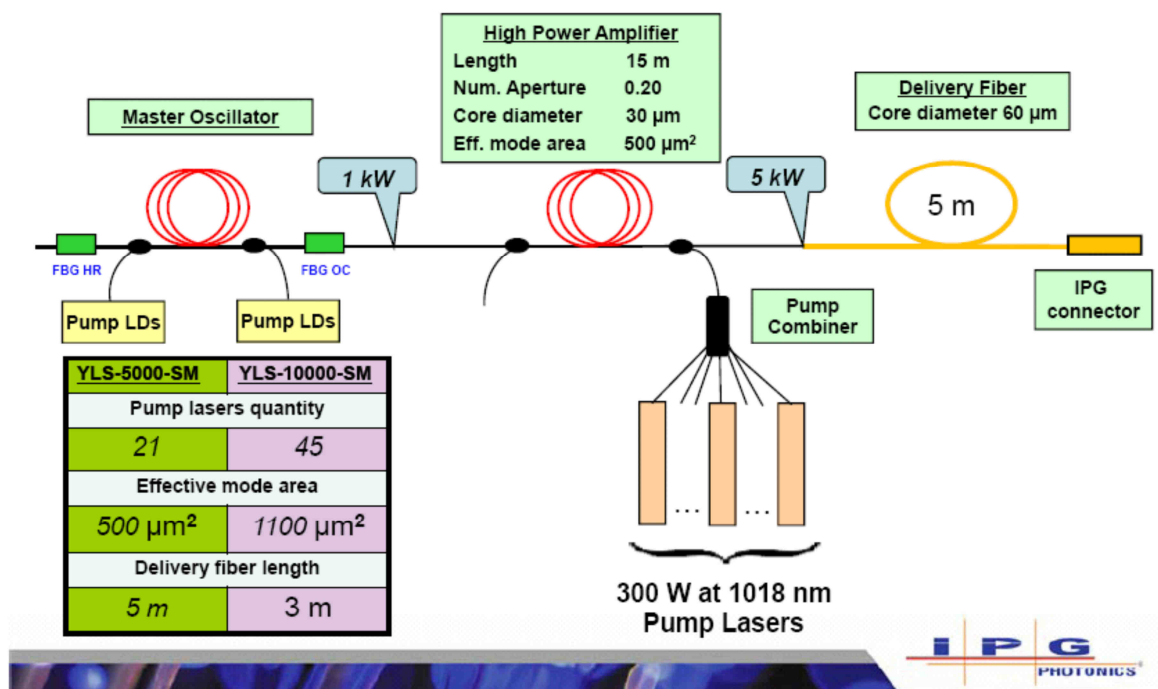 High Power Amplifier
Length 15 m
Num. Aperture 0.20
Core diameter 30 µm
Eff. mode area 500 µm²
Delivery Fiber
Core diameter 60 µm
Master Oscillator
1 kW
5 kW
5 m
FBG HR
FBG OC
Pump LDs
Pump LDs
Pump
Combiner
IPG
connector
YLS-5000-SM YLS-10000-SM
Pump lasers quantity
21 45
Effective mode area
500 µm² 1100 µm²
Delivery fiber length
5 m 3 m
... ...
300 W at 1018 nm
Pump Lasers
IPG
PHOTONICS